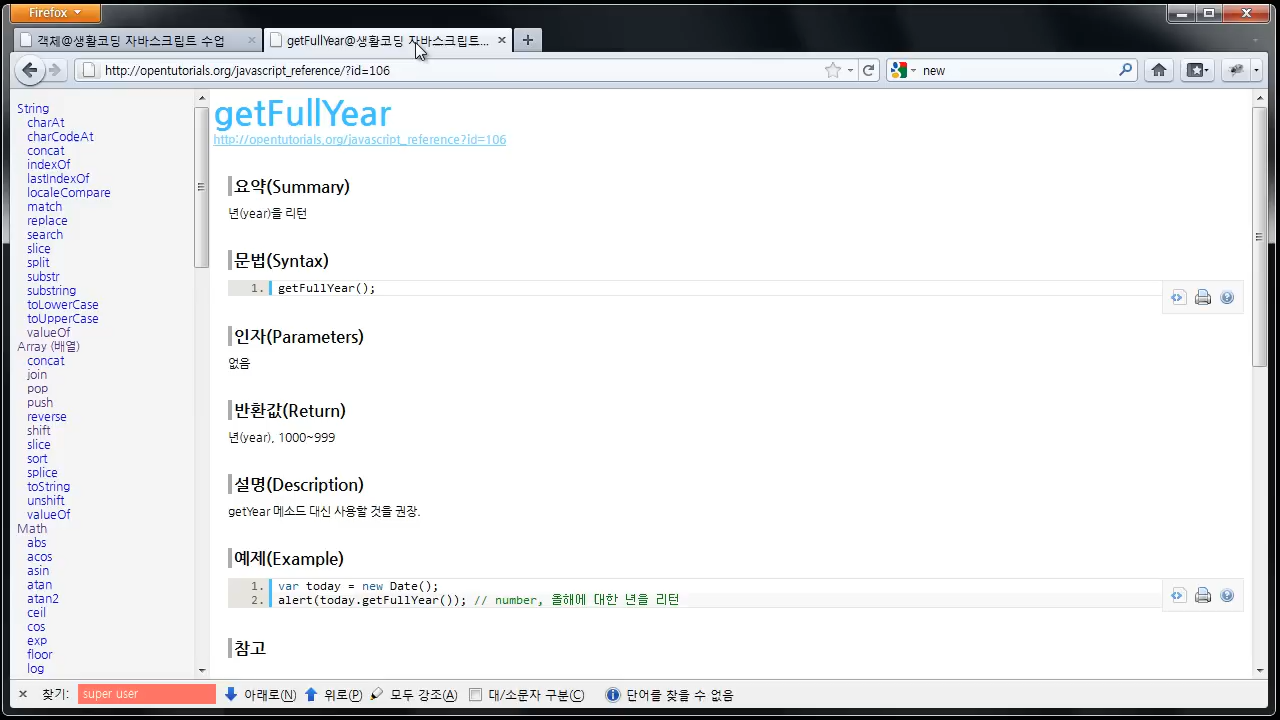 Firefox
객체@생활코딩 자바스크립트 수업
getFullYear@생활코딩 자바스크립트...
http://opentutorials.org/javascript_reference/?id=106
new
String
charAt
charCodeAt
concat
indexOf
lastIndexOf
localeCompare
match
replace
search
slice
split
substr
substring
toLowerCase
toUpperCase
valueOf
Array (배열)
concat
join
pop
push
reverse
shift
slice
sort
splice
toString
unshift
valueOf
Math
abs
acos
asin
atan
atan2
ceil
cos
exp
floor
log
getFullYear
http://opentutorials.org/javascript_reference?id=106
요약(Summary)
년(year)을 리턴
문법(Syntax)
1. getFullYear();
인자(Parameters)
없음
반환값(Return)
년(year), 1000~999
설명(Description)
getYear 메소드 대신 사용할 것을 권장.
예제(Example)
1. var today = new Date();
2. alert(today.getFullYear()); // number, 올해에 대한 년을 리턴
참고
찾기: super user 아래로(N) 위로(P) 모두 강조(A) 대/소문자 구분(C) 단어를 찾을 수 없음